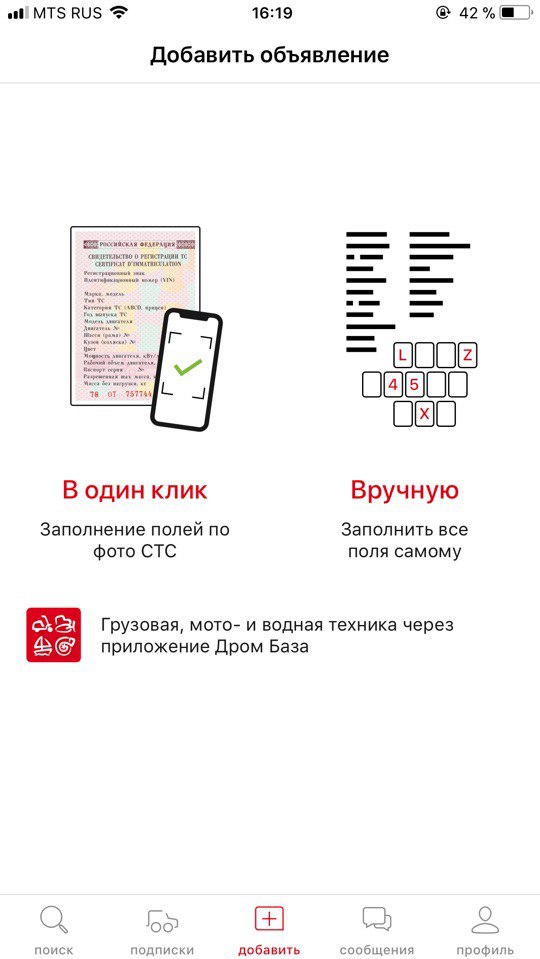 MTS RUS 16:19 42 %
Добавить объявление
РОССИЙСКАЯ ФЕДЕРАЦИЯ
СВИДЕТЕЛЬСТВО О РЕГИСТРАЦИИ ТС
CERTIFICAT D'IMMATRICULATION
Регистрационный знак
Идентификационный номер (VIN)
Марка, модель
Тип ТС
Категория ТС (ABCD, прицеп)
Год выпуска ТС
Модель двигателя
Двигатель №
Шасси (рама) №
Кузов (коляска) №
Цвет
Мощность двигателя, кВт/
Рабочий объем двигателя,
Паспорт серия №
Разрешенная max масса,
Масса без нагрузки, кг
78 ОТ 757744
L Z
4 5
X
В один клик
Заполнение полей по
фото СТС
Вручную
Заполнить все
поля самому
Грузовая, мото- и водная техника через
приложение Дром База
поиск подписки добавить сообщения профиль